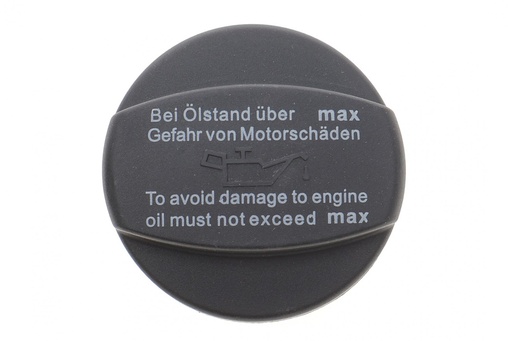 Bei Ölstand über max
Gefahr von Motorschäden
To avoid damage to engine
oil must not exceed max